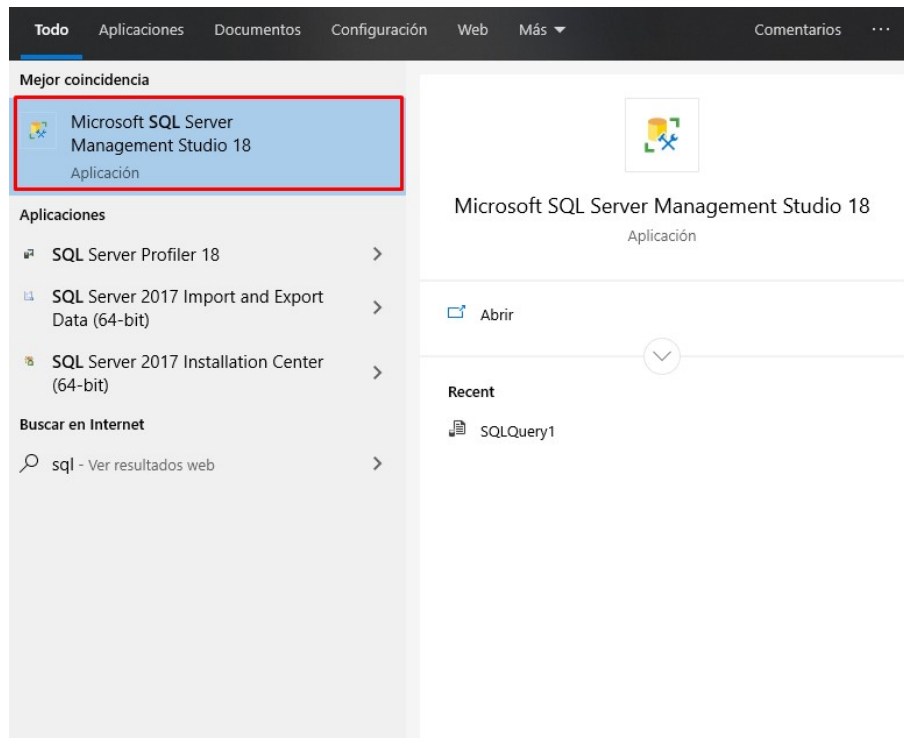 Todo Aplicaciones Documentos Configuración Web Más Comentarios ...
Mejor coincidencia
Microsoft SQL Server
Management Studio 18
Aplicación
Aplicaciones
SQL Server Profiler 18
SQL Server 2017 Import and Export
Data (64-bit)
SQL Server 2017 Installation Center
(64-bit)
Buscar en Internet
sql - Ver resultados web
Microsoft SQL Server Management Studio 18
Aplicación
Abrir
Recent
SQLQuery1